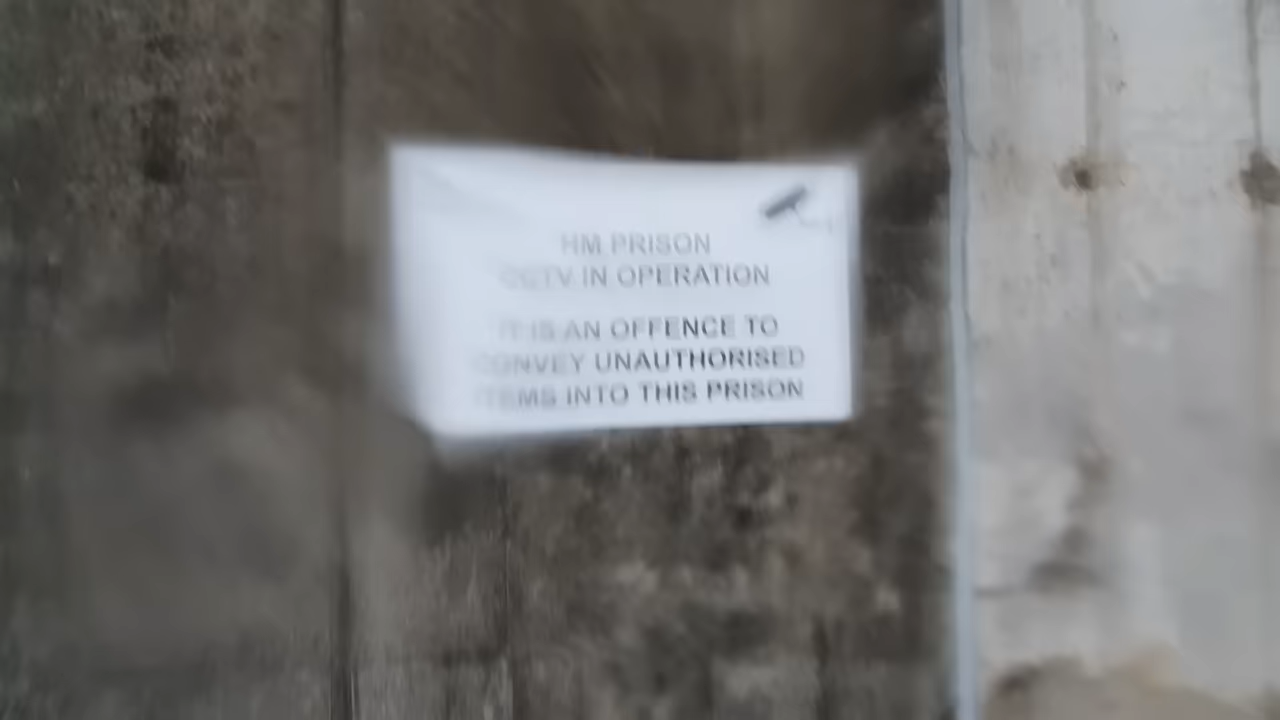 HM PRISON
CCTV IN OPERATION
IT IS AN OFFENCE TO
CONVEY UNAUTHORISED
ITEMS INTO THIS PRISON